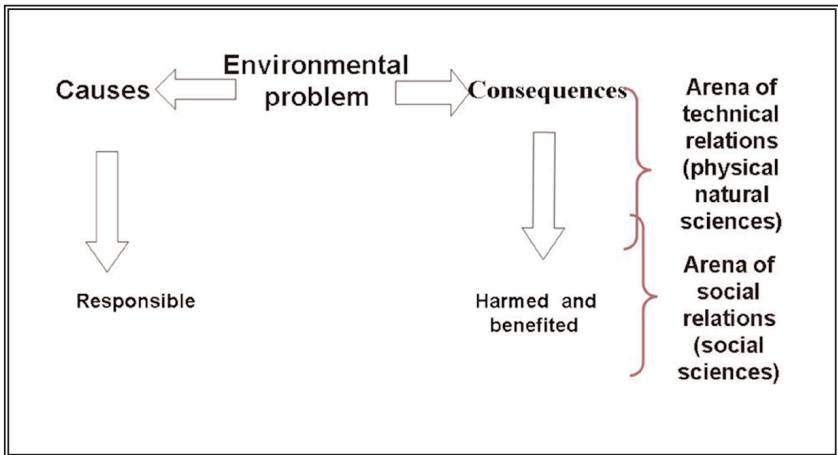 Environmental
problem
Causes
Consequences
Responsible
Harmed and
benefited
Arena of
technical
relations
(physical
natural
sciences)
Arena of
social
relations
(social
sciences)